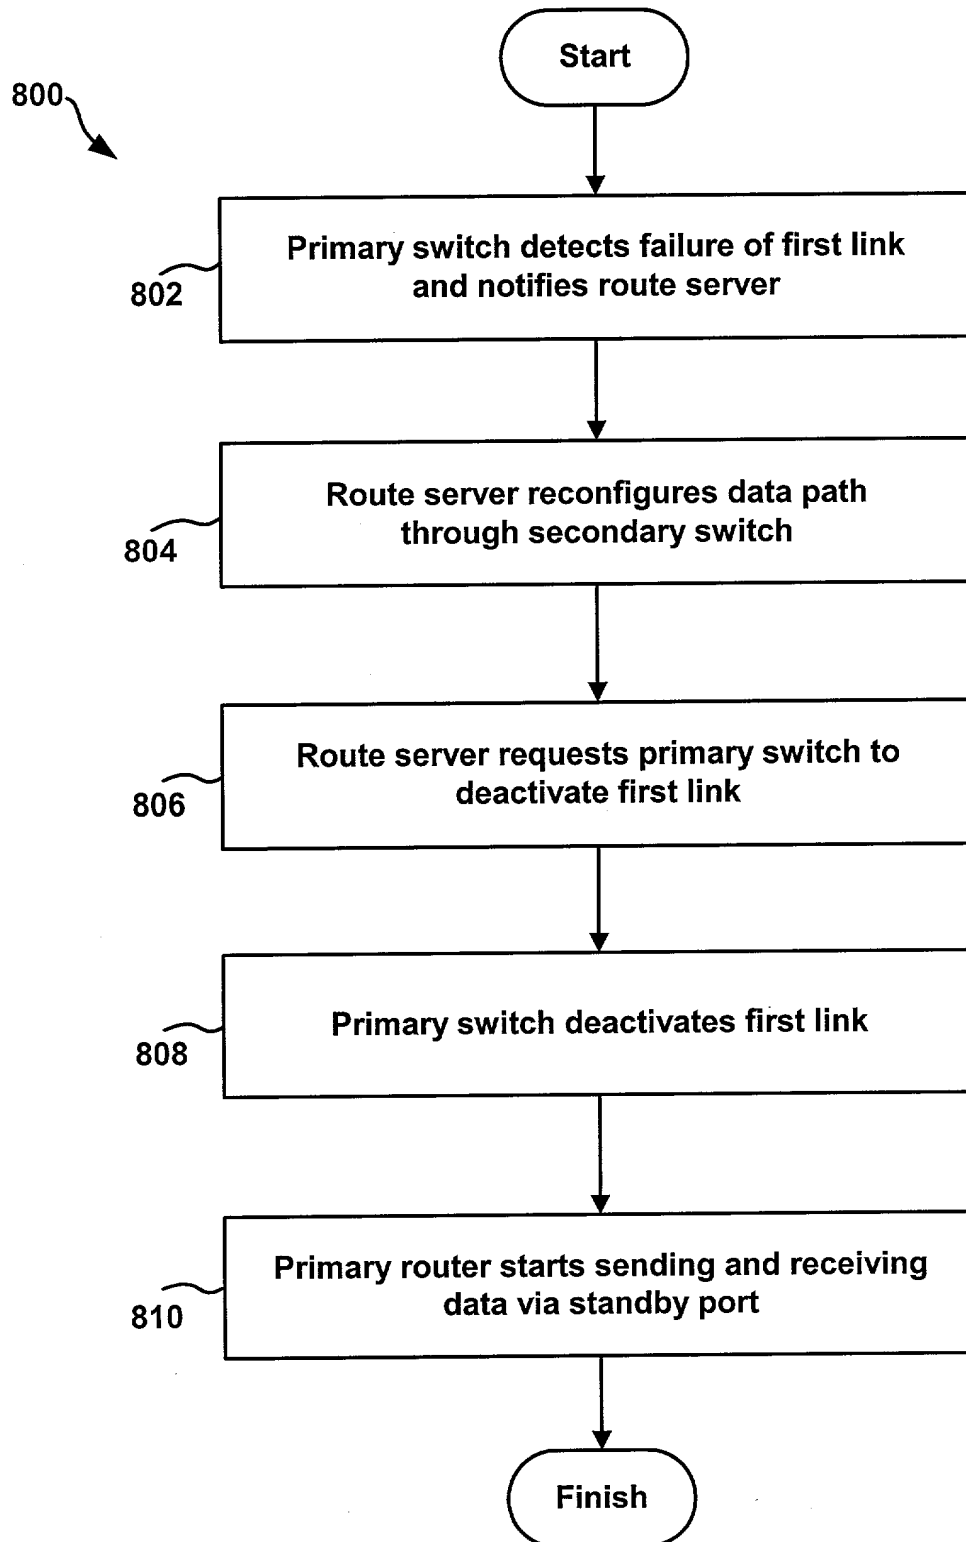 Start
800
Primary switch detects failure of first link
and notifies route server
802
Route server reconfigures data path
through secondary switch
804
Route server requests primary switch to
deactivate first link
806
Primary switch deactivates first link
808
Primary router starts sending and receiving
data via standby port
810
Finish